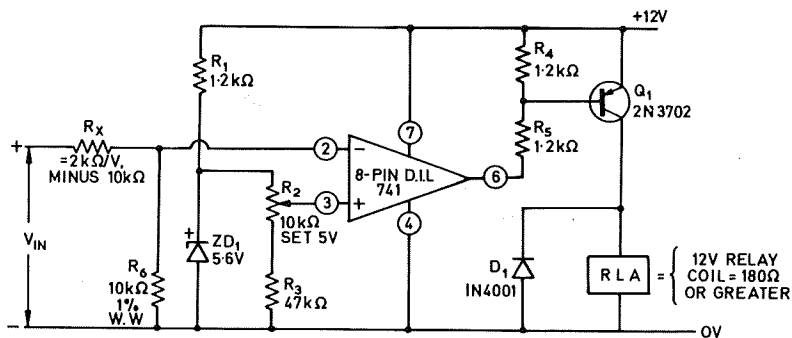 +12V
R1
1·2kΩ
R4
1·2kΩ
Q1
2N3702
R5
1·2kΩ
7
+
RX
=2kΩ/V,
MINUS 10kΩ
2
−
8-PIN D.I.L
741
6
R2
10kΩ
SET 5V
3
+
4
VIN
+
ZD1
5·6V
R6
10kΩ
1%
W.W
R3
47kΩ
D1
IN4001
RLA
=
12V RELAY
COIL = 180Ω
OR GREATER
−
0V